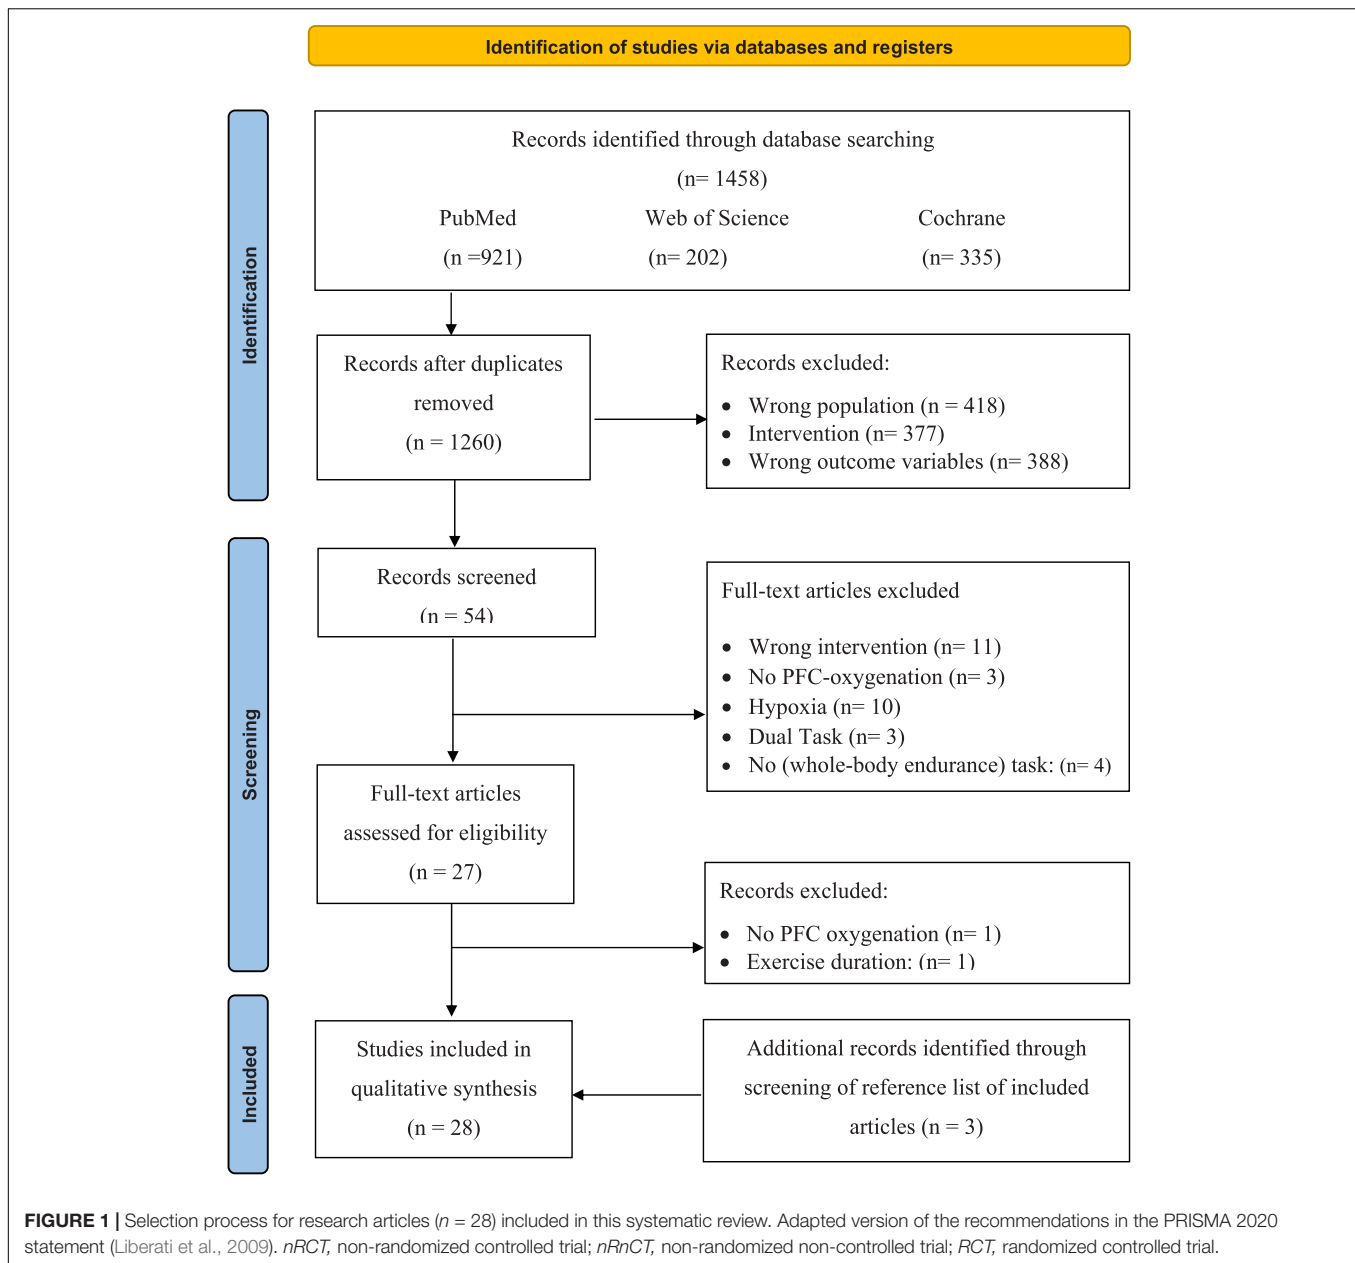 Identification of studies via databases and registers
Identification
Records identified through database searching
(n= 1458)
PubMed Web of Science Cochrane
(n =921) (n= 202) (n= 335)
Records after duplicates
removed
(n = 1260)
Records excluded:
• Wrong population (n = 418)
• Intervention (n= 377)
• Wrong outcome variables (n= 388)
Screening
Records screened
(n = 54)
Full-text articles excluded
• Wrong intervention (n= 11)
• No PFC-oxygenation (n= 3)
• Hypoxia (n= 10)
• Dual Task (n= 3)
• No (whole-body endurance) task: (n= 4)
Full-text articles
assessed for eligibility
(n = 27)
Records excluded:
• No PFC oxygenation (n= 1)
• Exercise duration: (n= 1)
Included
Studies included in
qualitative synthesis
(n = 28)
Additional records identified through
screening of reference list of included
articles (n = 3)
FIGURE 1 | Selection process for research articles (n = 28) included in this systematic review. Adapted version of the recommendations in the PRISMA 2020
statement (Liberati et al., 2009). nRCT, non-randomized controlled trial; nRnCT, non-randomized non-controlled trial; RCT, randomized controlled trial.